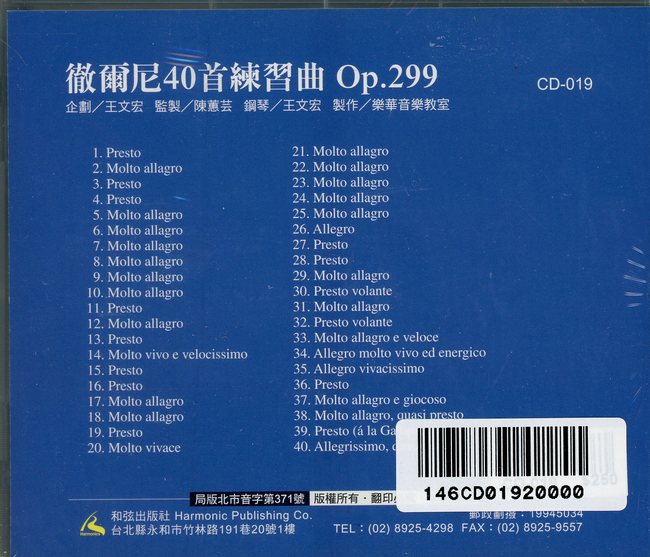 徹爾尼40首練習曲 Op.299
CD-019
企劃／王文宏 監製／陳蕙芸 鋼琴／王文宏 製作／樂華音樂教室
1. Presto
2. Molto allagro
3. Presto
4. Presto
5. Molto allagro
6. Molto allagro
7. Molto allagro
8. Molto allagro
9. Molto allagro
10. Molto allagro
11. Presto
12. Molto allagro
13. Presto
14. Molto vivo e velocissimo
15. Presto
16. Presto
17. Molto allagro
18. Molto allagro
19. Presto
20. Molto vivace
21. Molto allagro
22. Molto allagro
23. Molto allagro
24. Molto allagro
25. Molto allagro
26. Allegro
27. Presto
28. Presto
29. Molto allagro
30. Presto volante
31. Molto allagro
32. Presto volante
33. Molto allagro e veloce
34. Allegro molto vivo ed energico
35. Allegro vivacissimo
36. Presto
37. Molto allagro e giocoso
38. Molto allagro, quasi presto
39. Presto (á la
40. Allegrissimo,
146CD01920000
局版北市音字第371號 版權所有・翻印
Harmonics
和弦出版社 Harmonic Publishing Co.
台北縣永和市竹林路191巷20號1樓
郵政劃撥：19945034
TEL：(02) 8925-4298 FAX：(02) 8925-9557